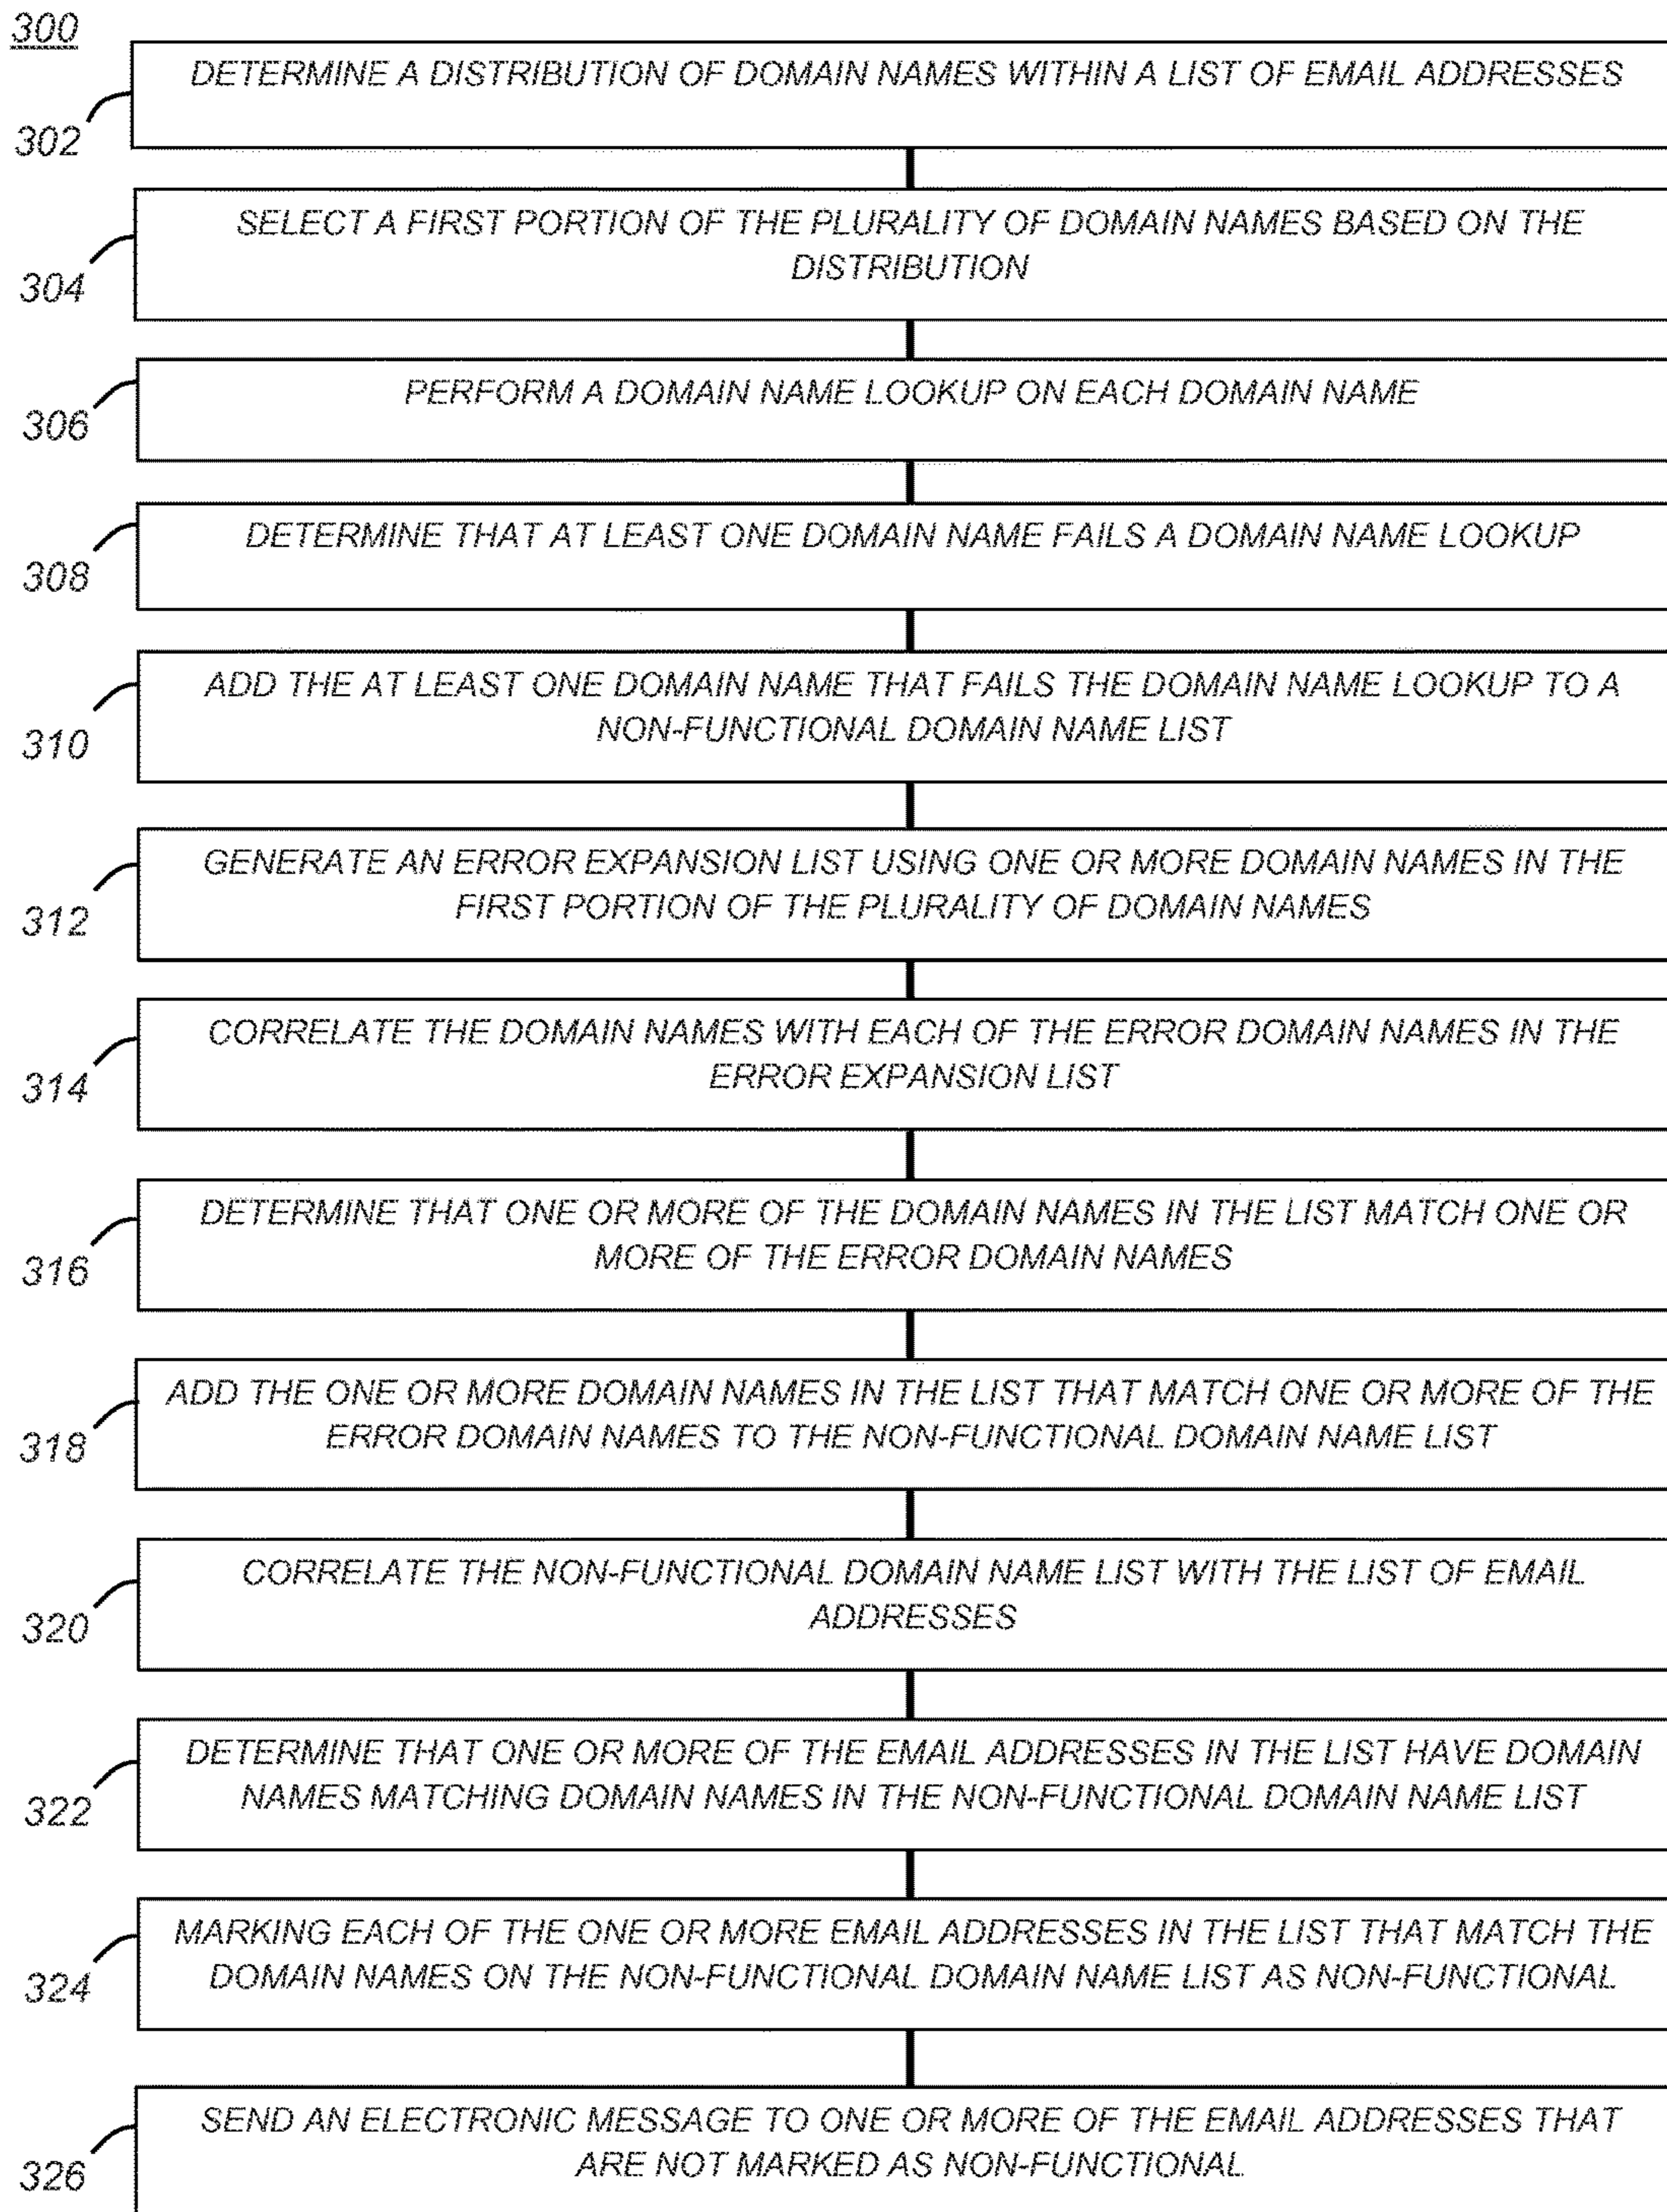 300
DETERMINE A DISTRIBUTION OF DOMAIN NAMES WITHIN A LIST OF EMAIL ADDRESSES
302
SELECT A FIRST PORTION OF THE PLURALITY OF DOMAIN NAMES BASED ON THE
DISTRIBUTION
304
PERFORM A DOMAIN NAME LOOKUP ON EACH DOMAIN NAME
306
DETERMINE THAT AT LEAST ONE DOMAIN NAME FAILS A DOMAIN NAME LOOKUP
308
ADD THE AT LEAST ONE DOMAIN NAME THAT FAILS THE DOMAIN NAME LOOKUP TO A
NON-FUNCTIONAL DOMAIN NAME LIST
310
GENERATE AN ERROR EXPANSION LIST USING ONE OR MORE DOMAIN NAMES IN THE
FIRST PORTION OF THE PLURALITY OF DOMAIN NAMES
312
CORRELATE THE DOMAIN NAMES WITH EACH OF THE ERROR DOMAIN NAMES IN THE
ERROR EXPANSION LIST
314
DETERMINE THAT ONE OR MORE OF THE DOMAIN NAMES IN THE LIST MATCH ONE OR
MORE OF THE ERROR DOMAIN NAMES
316
ADD THE ONE OR MORE DOMAIN NAMES IN THE LIST THAT MATCH ONE OR MORE OF THE
ERROR DOMAIN NAMES TO THE NON-FUNCTIONAL DOMAIN NAME LIST
318
CORRELATE THE NON-FUNCTIONAL DOMAIN NAME LIST WITH THE LIST OF EMAIL
ADDRESSES
320
DETERMINE THAT ONE OR MORE OF THE EMAIL ADDRESSES IN THE LIST HAVE DOMAIN
NAMES MATCHING DOMAIN NAMES IN THE NON-FUNCTIONAL DOMAIN NAME LIST
322
MARKING EACH OF THE ONE OR MORE EMAIL ADDRESSES IN THE LIST THAT MATCH THE
DOMAIN NAMES ON THE NON-FUNCTIONAL DOMAIN NAME LIST AS NON-FUNCTIONAL
324
SEND AN ELECTRONIC MESSAGE TO ONE OR MORE OF THE EMAIL ADDRESSES THAT
ARE NOT MARKED AS NON-FUNCTIONAL
326